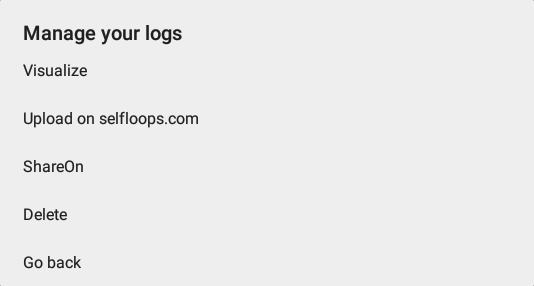 Manage your logs
Visualize
Upload on selfloops.com
ShareOn
Delete
Go back